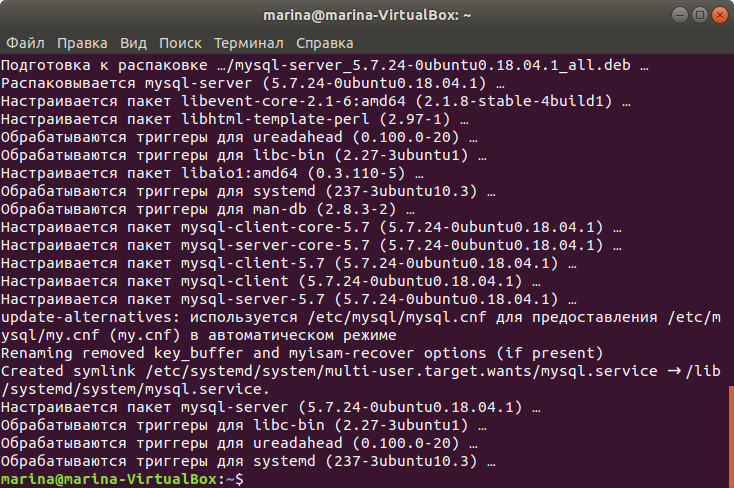 marina@marina-VirtualBox: ~
Файл Правка Вид Поиск Терминал Справка
Подготовка к распаковке …/mysql-server_5.7.24-0ubuntu0.18.04.1_all.deb …
Распаковывается mysql-server (5.7.24-0ubuntu0.18.04.1) …
Настраивается пакет libevent-core-2.1-6:amd64 (2.1.8-stable-4build1) …
Настраивается пакет libhtml-template-perl (2.97-1) …
Обрабатываются триггеры для ureadahead (0.100.0-20) …
Обрабатываются триггеры для libc-bin (2.27-3ubuntu1) …
Настраивается пакет libaio1:amd64 (0.3.110-5) …
Обрабатываются триггеры для systemd (237-3ubuntu10.3) …
Обрабатываются триггеры для man-db (2.8.3-2) …
Настраивается пакет mysql-client-core-5.7 (5.7.24-0ubuntu0.18.04.1) …
Настраивается пакет mysql-server-core-5.7 (5.7.24-0ubuntu0.18.04.1) …
Настраивается пакет mysql-client-5.7 (5.7.24-0ubuntu0.18.04.1) …
Настраивается пакет mysql-client (5.7.24-0ubuntu0.18.04.1) …
Настраивается пакет mysql-server-5.7 (5.7.24-0ubuntu0.18.04.1) …
update-alternatives: используется /etc/mysql/mysql.cnf для предоставления /etc/m
ysql/my.cnf (my.cnf) в автоматическом режиме
Renaming removed key_buffer and myisam-recover options (if present)
Created symlink /etc/systemd/system/multi-user.target.wants/mysql.service → /lib
/systemd/system/mysql.service.
Настраивается пакет mysql-server (5.7.24-0ubuntu0.18.04.1) …
Обрабатываются триггеры для libc-bin (2.27-3ubuntu1) …
Обрабатываются триггеры для ureadahead (0.100.0-20) …
Обрабатываются триггеры для systemd (237-3ubuntu10.3) …
marina@marina-VirtualBox:~$